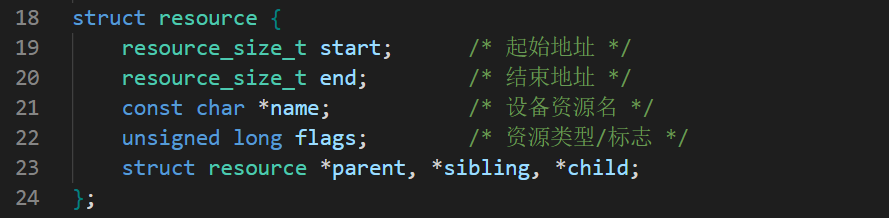 18 struct resource {
19     resource_size_t start;      /* 起始地址 */
20     resource_size_t end;        /* 结束地址 */
21     const char *name;           /* 设备资源名 */
22     unsigned long flags;        /* 资源类型/标志 */
23     struct resource *parent, *sibling, *child;
24 };